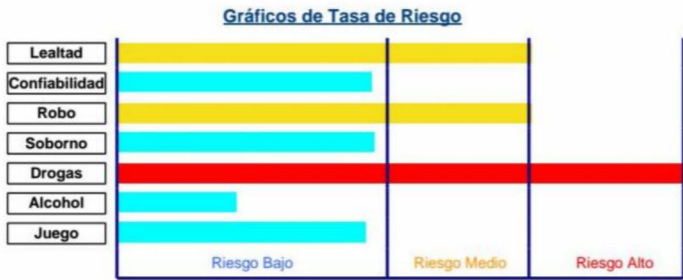 Gráficos de Tasa de Riesgo
Lealtad
Confiabilidad
Robo
Soborno
Drogas
Alcohol
Juego
Riesgo Bajo Riesgo Medio Riesgo Alto